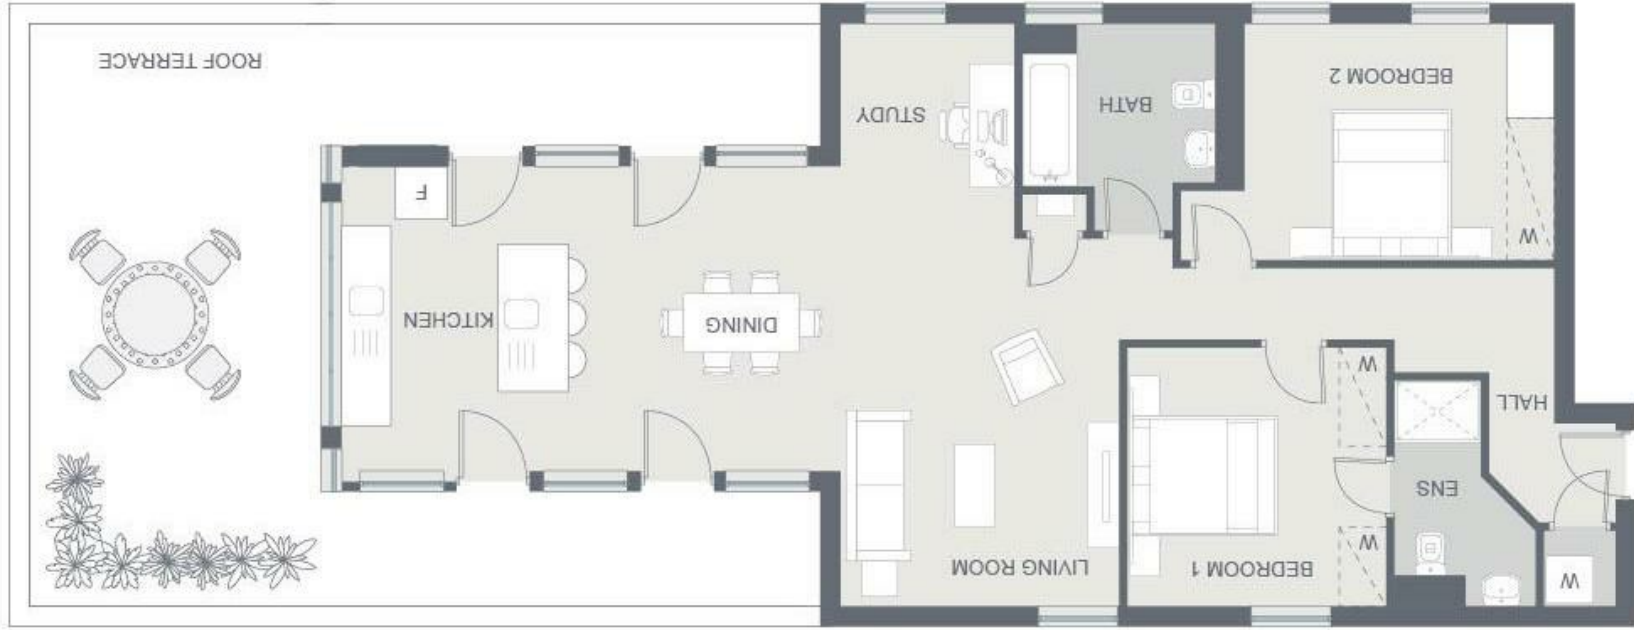 W
BEDROOM 1
LIVING ROOM
W
ENS
HALL
W
DINING
KITCHEN
W
F
BATH
STUDY
BEDROOM 2
ROOF TERRACE